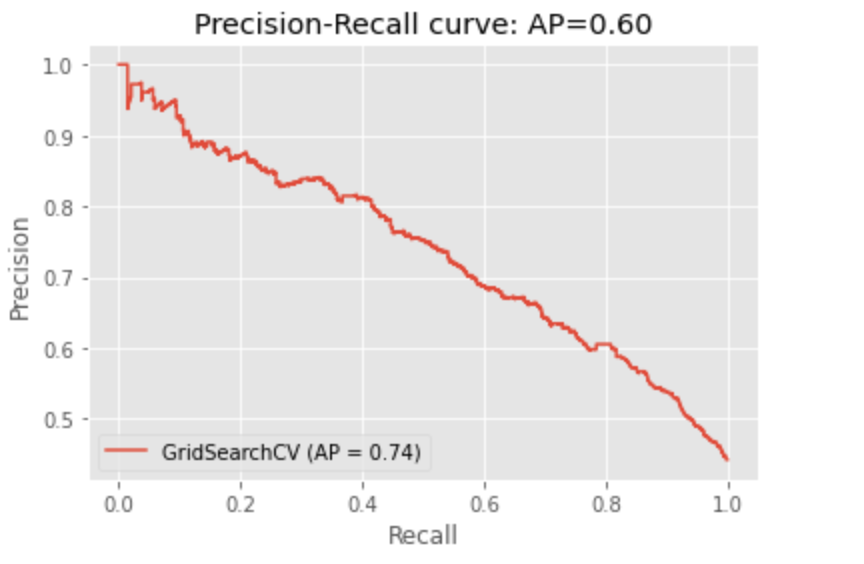 Precision-Recall curve: AP=0.60
1.0
0.9
0.8
0.7
0.6
0.5
Precision
GridSearchCV (AP = 0.74)
0.0 0.2 0.4 0.6 0.8 1.0
Recall